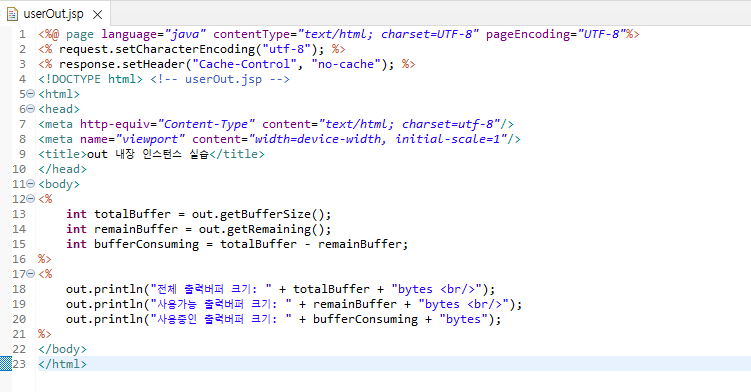 userOut.jsp
1 <%@ page language="java" contentType="text/html; charset=UTF-8" pageEncoding="UTF-8"%>
2 <% request.setCharacterEncoding("utf-8"); %>
3 <% response.setHeader("Cache-Control", "no-cache"); %>
4 <!DOCTYPE html> <!-- userOut.jsp -->
5 <html>
6 <head>
7 <meta http-equiv="Content-Type" content="text/html; charset=utf-8"/>
8 <meta name="viewport" content="width=device-width, initial-scale=1"/>
9 <title>out 내장 인스턴스 실습</title>
10 </head>
11 <body>
12 <%
13     int totalBuffer = out.getBufferSize();
14     int remainBuffer = out.getRemaining();
15     int bufferConsuming = totalBuffer - remainBuffer;
16 %>
17 <%
18     out.println("전체 출력버퍼 크기: " + totalBuffer + "bytes <br/>");
19     out.println("사용가능 출력버퍼 크기: " + remainBuffer + "bytes <br/>");
20     out.println("사용중인 출력버퍼 크기: " + bufferConsuming + "bytes");
21 %>
22 </body>
23 </html>